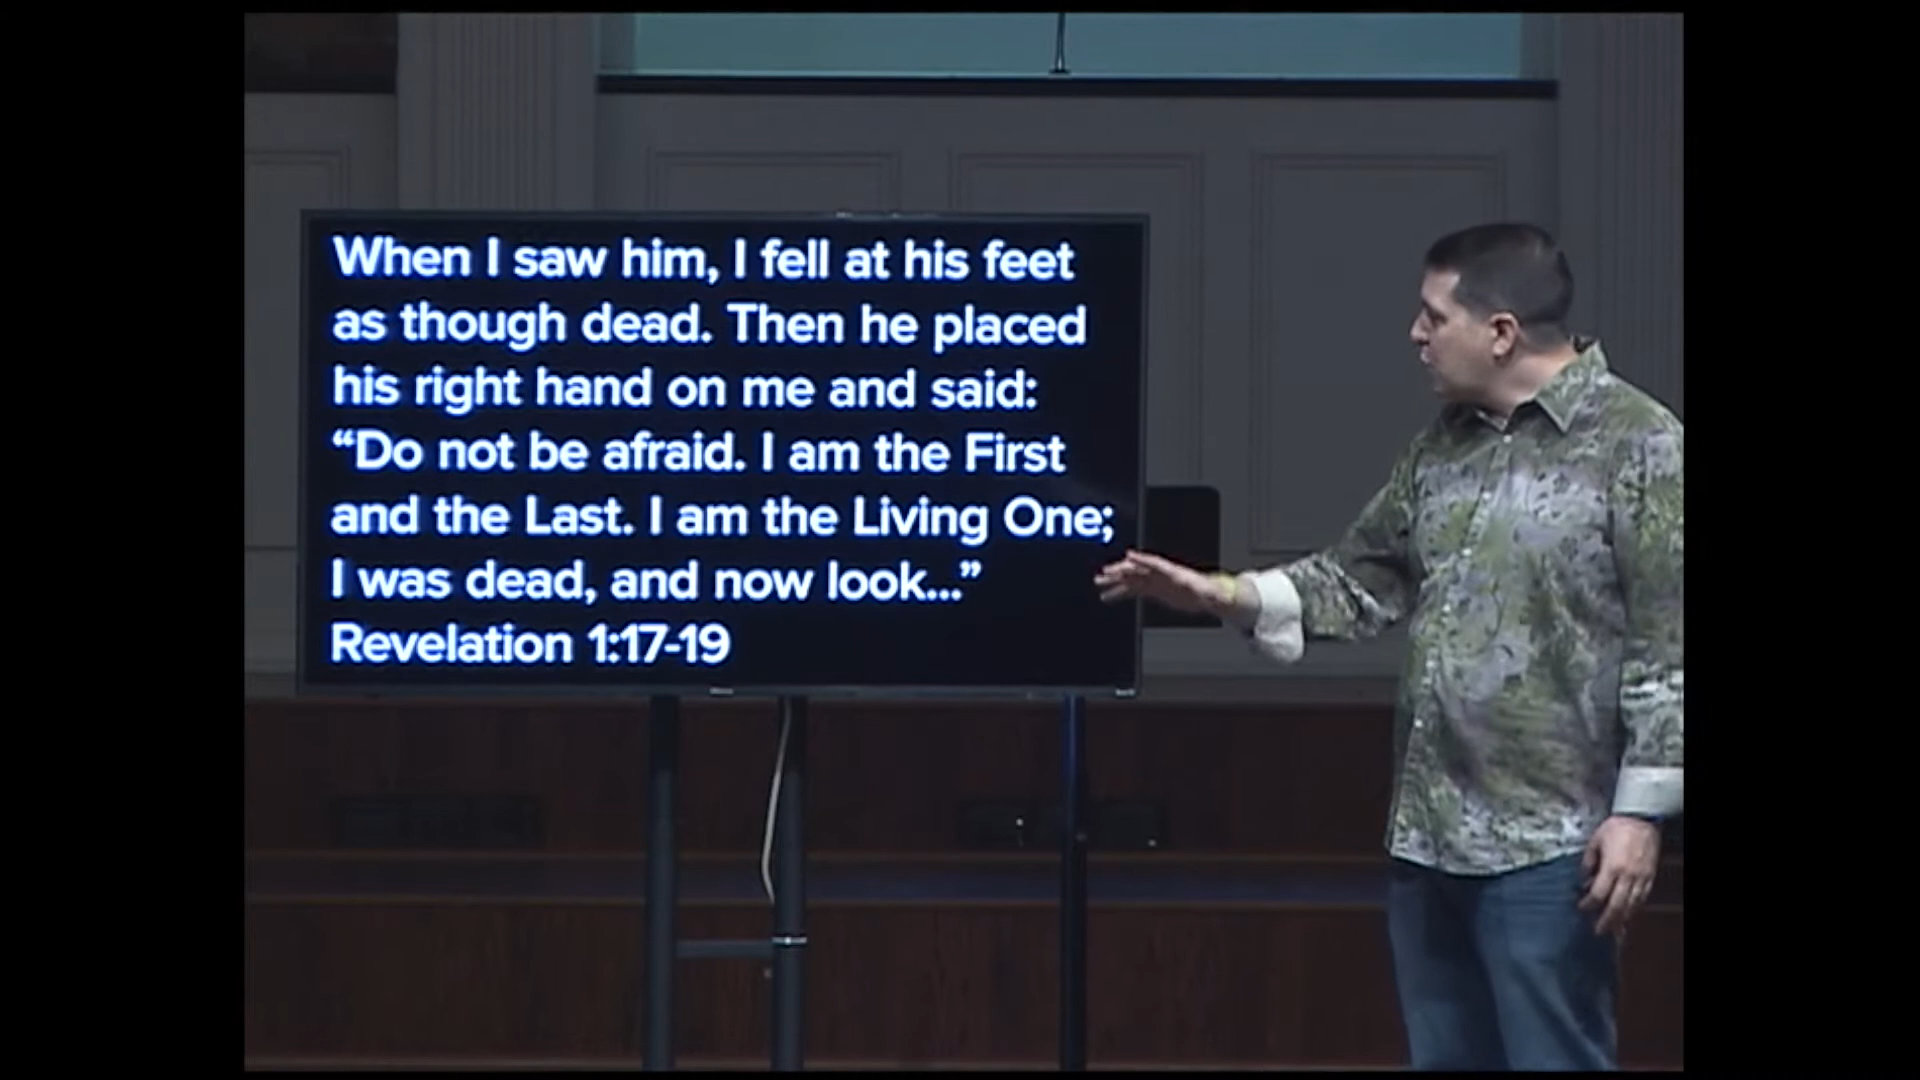 When I saw him, I fell at his feet
as though dead. Then he placed
his right hand on me and said:
“Do not be afraid. I am the First
and the Last. I am the Living One;
I was dead, and now look...”
Revelation 1:17-19